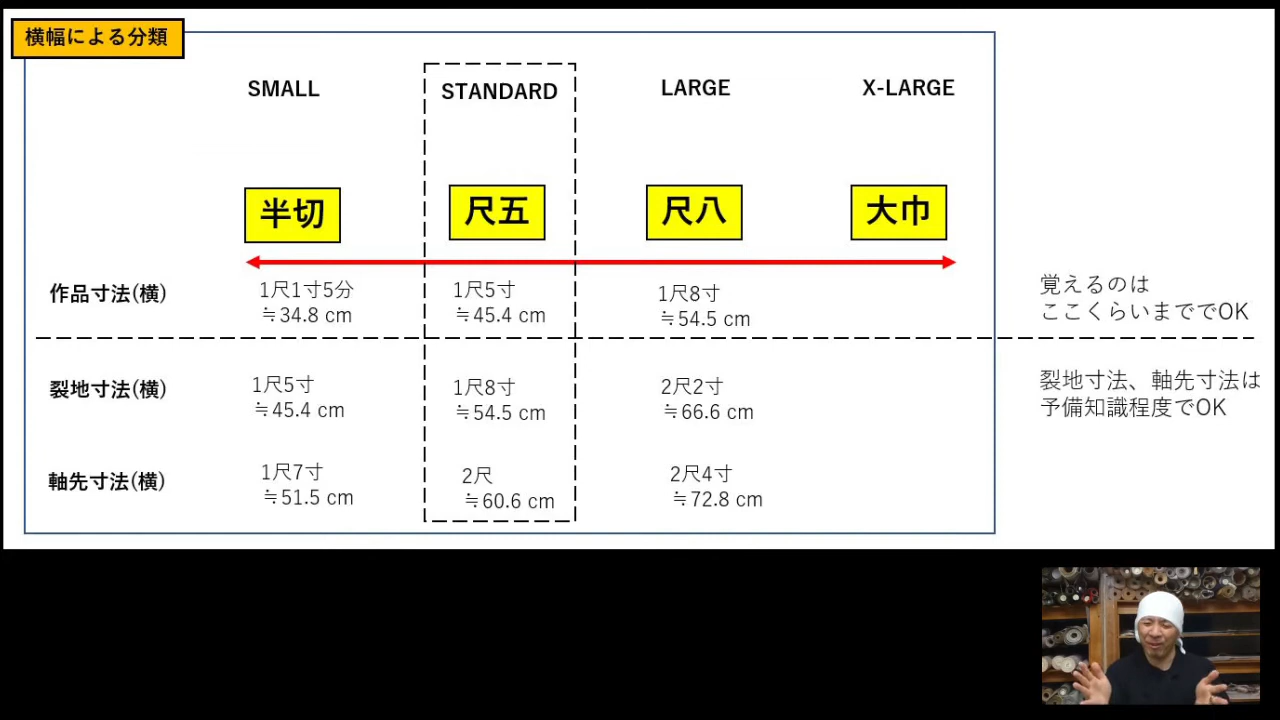 横幅による分類
SMALL
STANDARD
LARGE
X-LARGE
半切
尺五
尺八
大巾
作品寸法(横)
1尺1寸5分
≒34.8 cm
1尺5寸
≒45.4 cm
1尺8寸
≒54.5 cm
覚えるのは
ここくらいまででOK
裂地寸法(横)
1尺5寸
≒45.4 cm
1尺8寸
≒54.5 cm
2尺2寸
≒66.6 cm
裂地寸法、軸先寸法は
予備知識程度でOK
軸先寸法(横)
1尺7寸
≒51.5 cm
2尺
≒60.6 cm
2尺4寸
≒72.8 cm